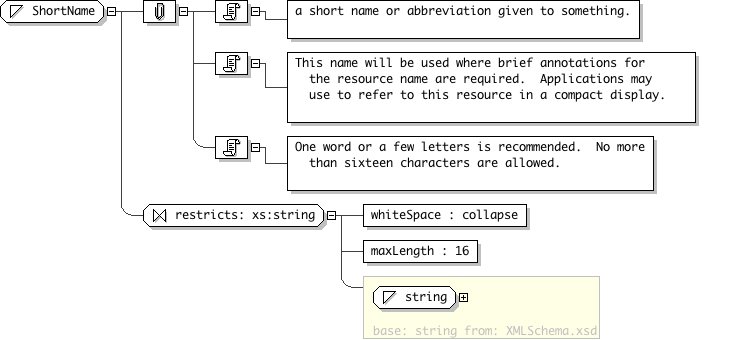 ShortName
a short name or abbreviation given to something.
This name will be used where brief annotations for
the resource name are required.  Applications may
use to refer to this resource in a compact display.
One word or a few letters is recommended.  No more
than sixteen characters are allowed.
restricts: xs:string
whiteSpace : collapse
maxLength : 16
string
base: string from: XMLSchema.xsd